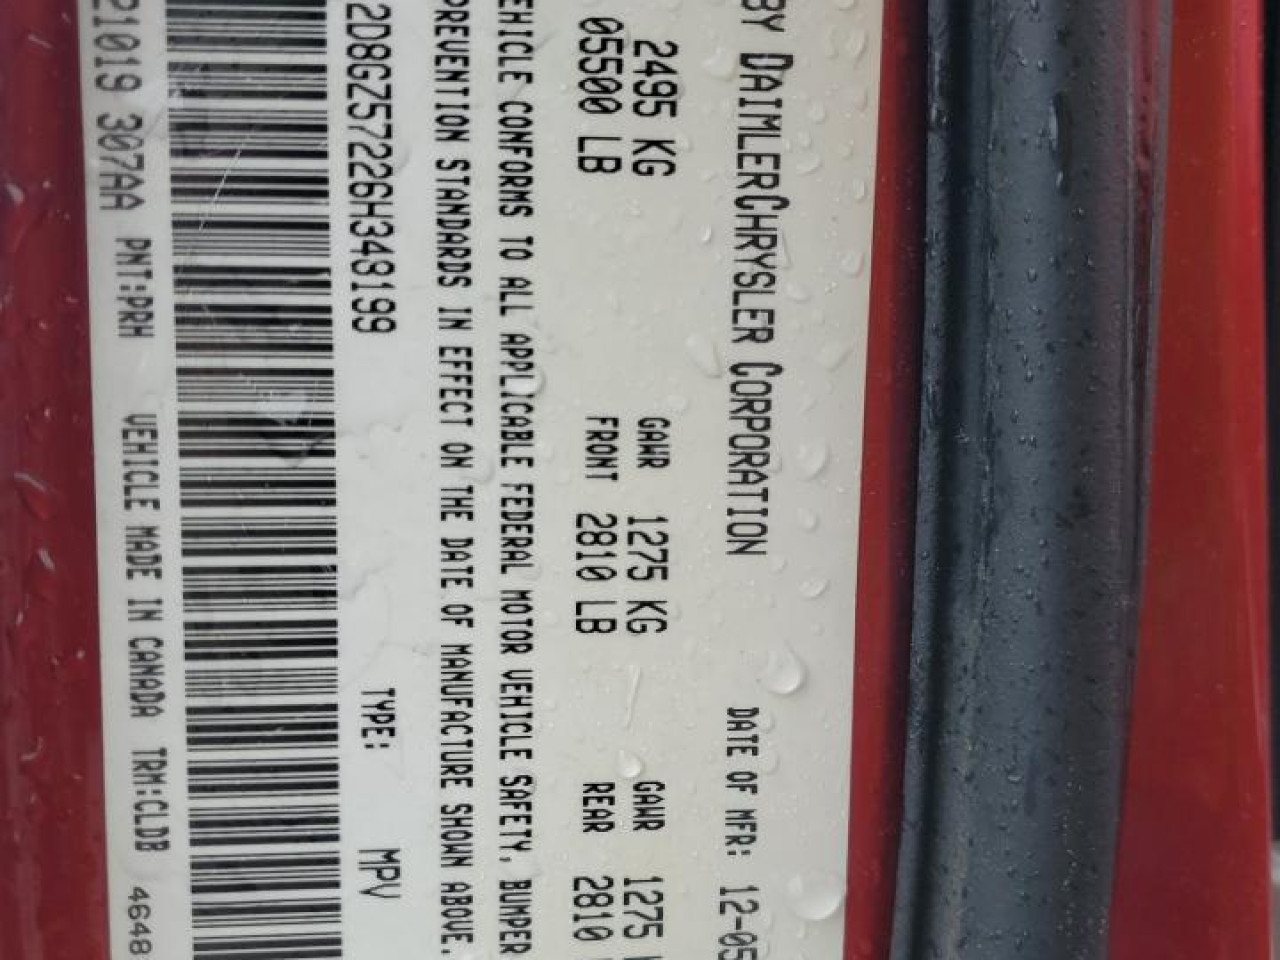 BY DAIMLERCHRYSLER CORPORATION DATE OF MFR: 12-05
2495 KG GAWR 1275 KG GAWR 1275
05500 LB FRONT 2810 LB REAR 2810
EHICLE CONFORMS TO ALL APPLICABLE FEDERAL MOTOR VEHICLE SAFETY, BUMPER
PREVENTION STANDARDS IN EFFECT ON THE DATE OF MANUFACTURE SHOWN ABOVE.
2D8GZ57226H348199 TYPE: MPV
21019 307AA PNT:PRH VEHICLE MADE IN CANADA TRM:CLDB 4648